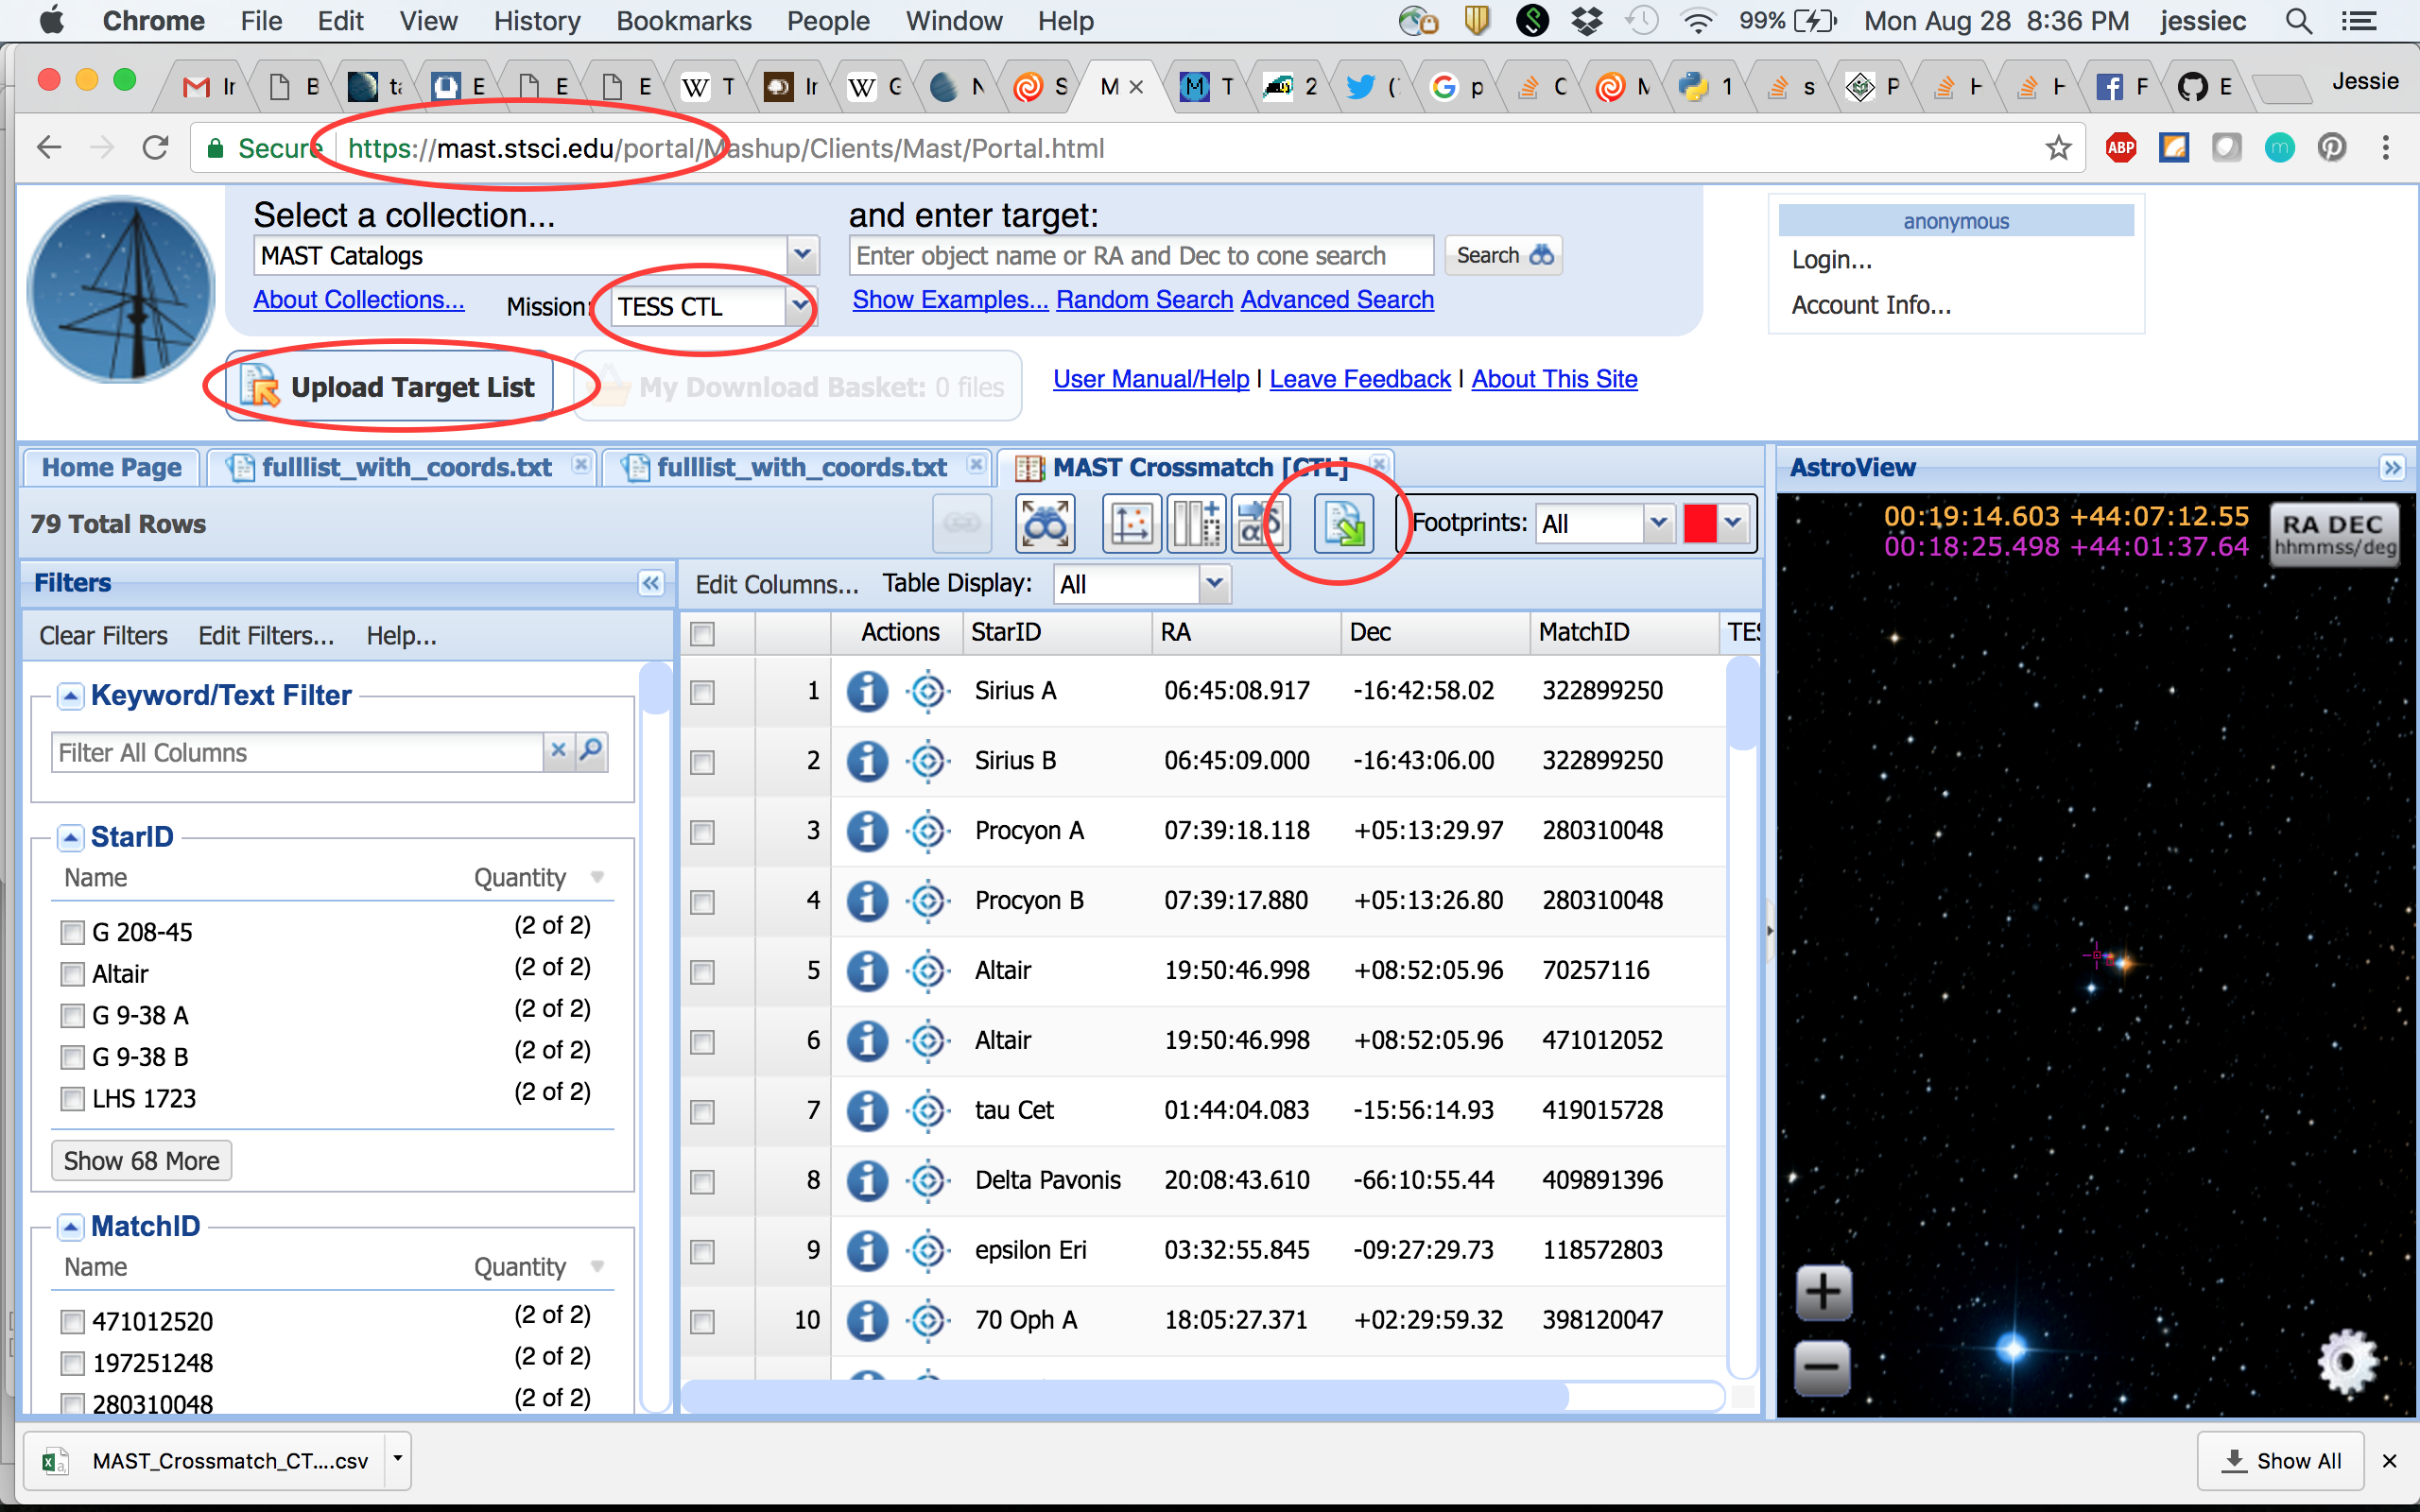 Chrome File Edit View History Bookmarks People Window Help 99% Mon Aug 28 8:36 PM jessiec
Ir B ta E E E T Ir G N S M T 2 ( p C M 1 s P H H F E Jessie
Secure https://mast.stsci.edu/portal/Mashup/Clients/Mast/Portal.html ABP m
Select a collection... and enter target: anonymous
MAST Catalogs Enter object name or RA and Dec to cone search Search Login...
About Collections... Mission: TESS CTL Show Examples... Random Search Advanced Search Account Info...
Upload Target List My Download Basket: 0 files User Manual/Help | Leave Feedback | About This Site
Home Page fulllist_with_coords.txt fulllist_with_coords.txt MAST Crossmatch [CTL] AstroView
79 Total Rows Footprints: All
00:19:14.603 +44:07:12.55 RA DEC
00:18:25.498 +44:01:37.64 hhmmss/deg
Filters Edit Columns... Table Display: All
Clear Filters Edit Filters... Help... Actions StarID RA Dec MatchID TES
Keyword/Text Filter
Filter All Columns
StarID
Name Quantity
G 208-45 (2 of 2)
Altair (2 of 2)
G 9-38 A (2 of 2)
G 9-38 B (2 of 2)
LHS 1723 (2 of 2)
Show 68 More
MatchID
Name Quantity
471012520 (2 of 2)
197251248 (2 of 2)
280310048 (2 of 2)
1 Sirius A 06:45:08.917 -16:42:58.02 322899250
2 Sirius B 06:45:09.000 -16:43:06.00 322899250
3 Procyon A 07:39:18.118 +05:13:29.97 280310048
4 Procyon B 07:39:17.880 +05:13:26.80 280310048
5 Altair 19:50:46.998 +08:52:05.96 70257116
6 Altair 19:50:46.998 +08:52:05.96 471012052
7 tau Cet 01:44:04.083 -15:56:14.93 419015728
8 Delta Pavonis 20:08:43.610 -66:10:55.44 409891396
9 epsilon Eri 03:32:55.845 -09:27:29.73 118572803
10 70 Oph A 18:05:27.371 +02:29:59.32 398120047
MAST_Crossmatch_CT....csv Show All